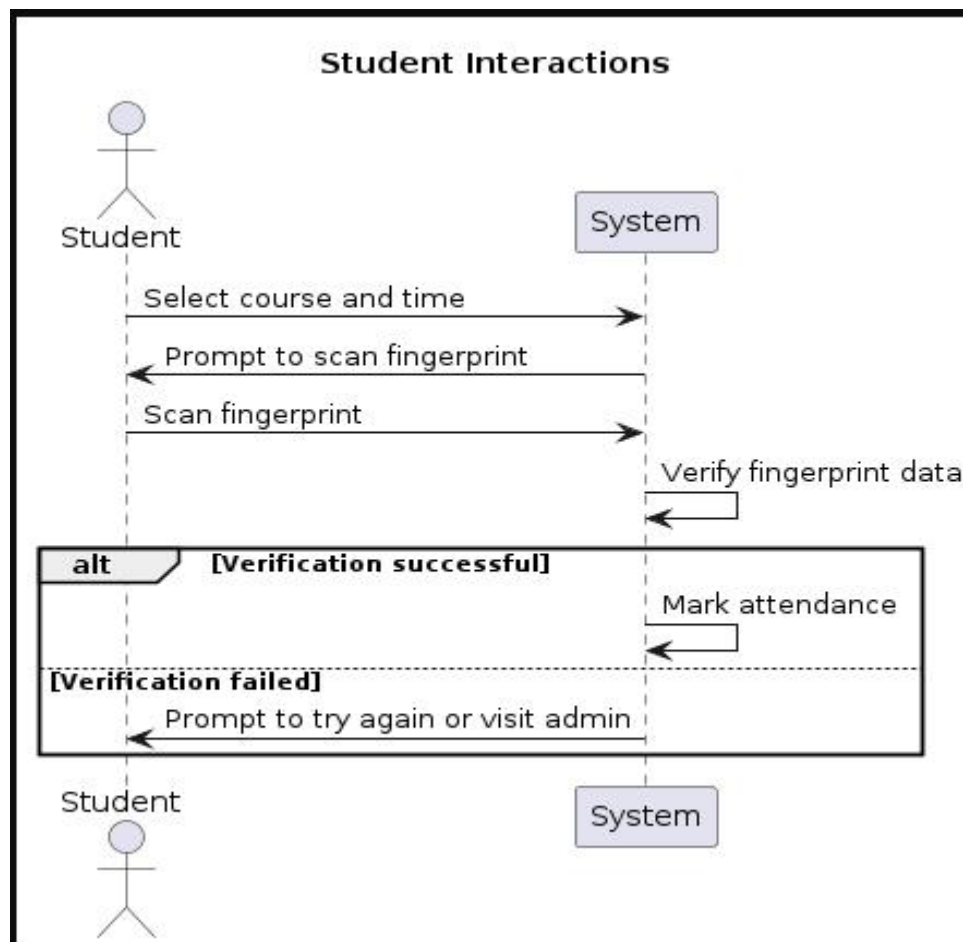 Student Interactions
Student
System
Select course and time
Prompt to scan fingerprint
Scan fingerprint
Verify fingerprint data
alt [Verification successful]
Mark attendance
[Verification failed]
Prompt to try again or visit admin
Student
System